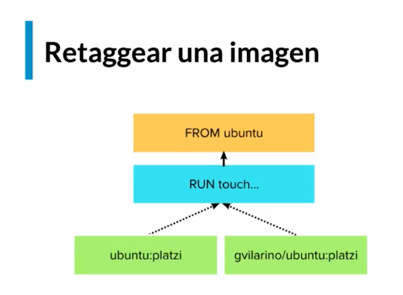 Retaggear una imagen
FROM ubuntu
RUN touch...
ubuntu:platzi
gvilarino/ubuntu:platzi